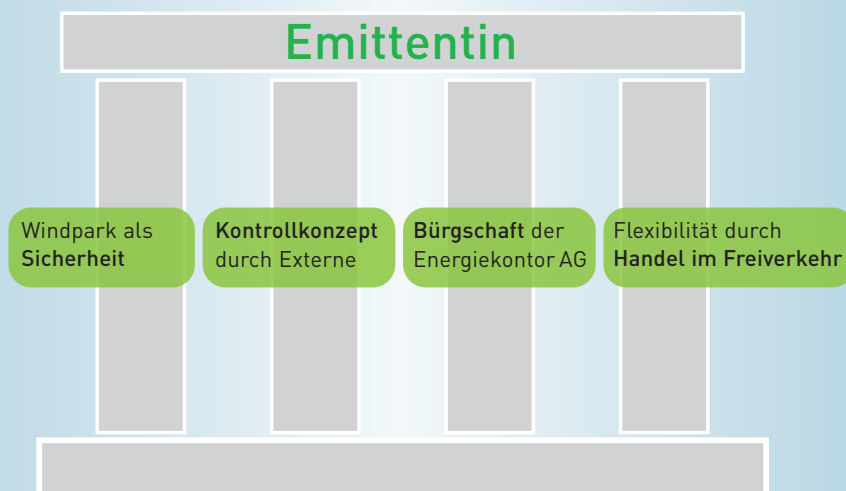 Emittentin
Windpark als
Sicherheit
Kontrollkonzept
durch Externe
Bürgschaft der
Energiekontor AG
Flexibilität durch
Handel im Freiverkehr